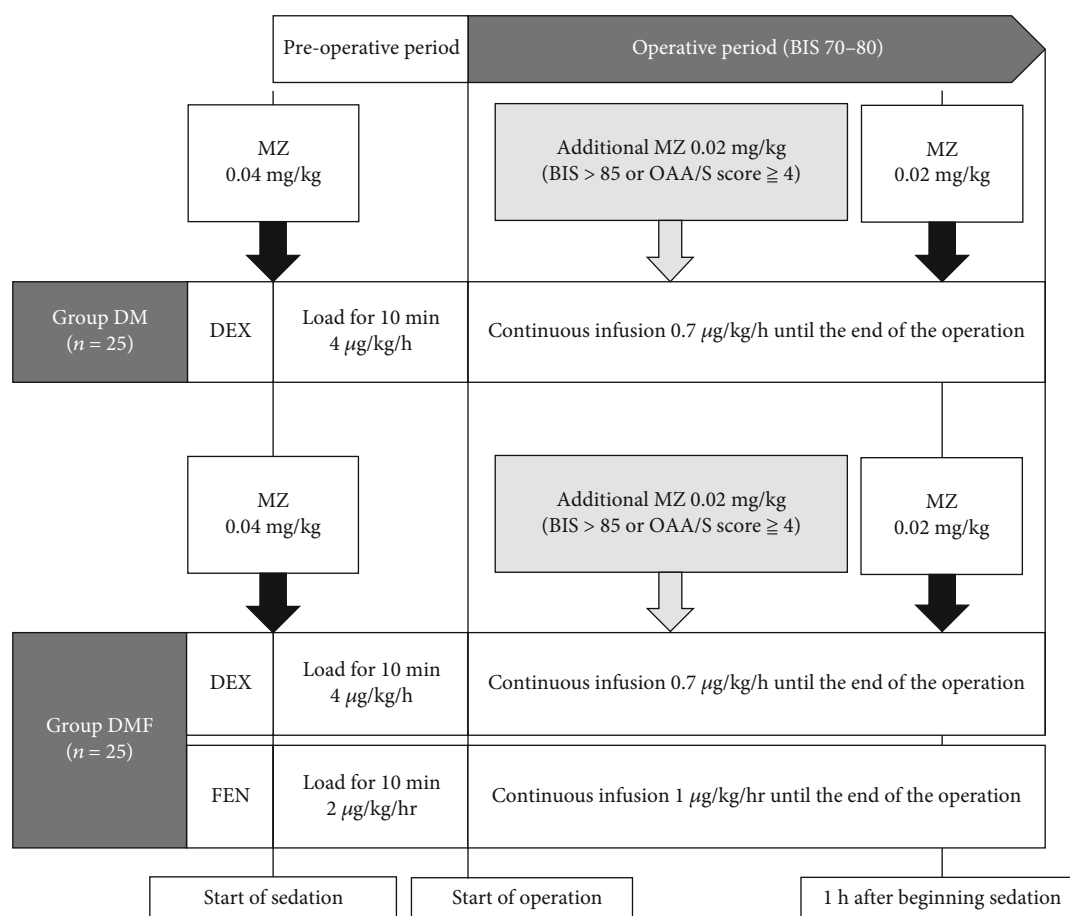 Pre-operative period
Operative period (BIS 70–80)
MZ
0.04 mg/kg
Additional MZ 0.02 mg/kg
(BIS > 85 or OAA/S score ≧ 4)
MZ
0.02 mg/kg
Group DM
(n = 25)
DEX
Load for 10 min
4 μg/kg/h
Continuous infusion 0.7 μg/kg/h until the end of the operation
MZ
0.04 mg/kg
Additional MZ 0.02 mg/kg
(BIS > 85 or OAA/S score ≧ 4)
MZ
0.02 mg/kg
Group DMF
(n = 25)
DEX
Load for 10 min
4 μg/kg/h
Continuous infusion 0.7 μg/kg/h until the end of the operation
FEN
Load for 10 min
2 μg/kg/hr
Continuous infusion 1 μg/kg/hr until the end of the operation
Start of sedation
Start of operation
1 h after beginning sedation